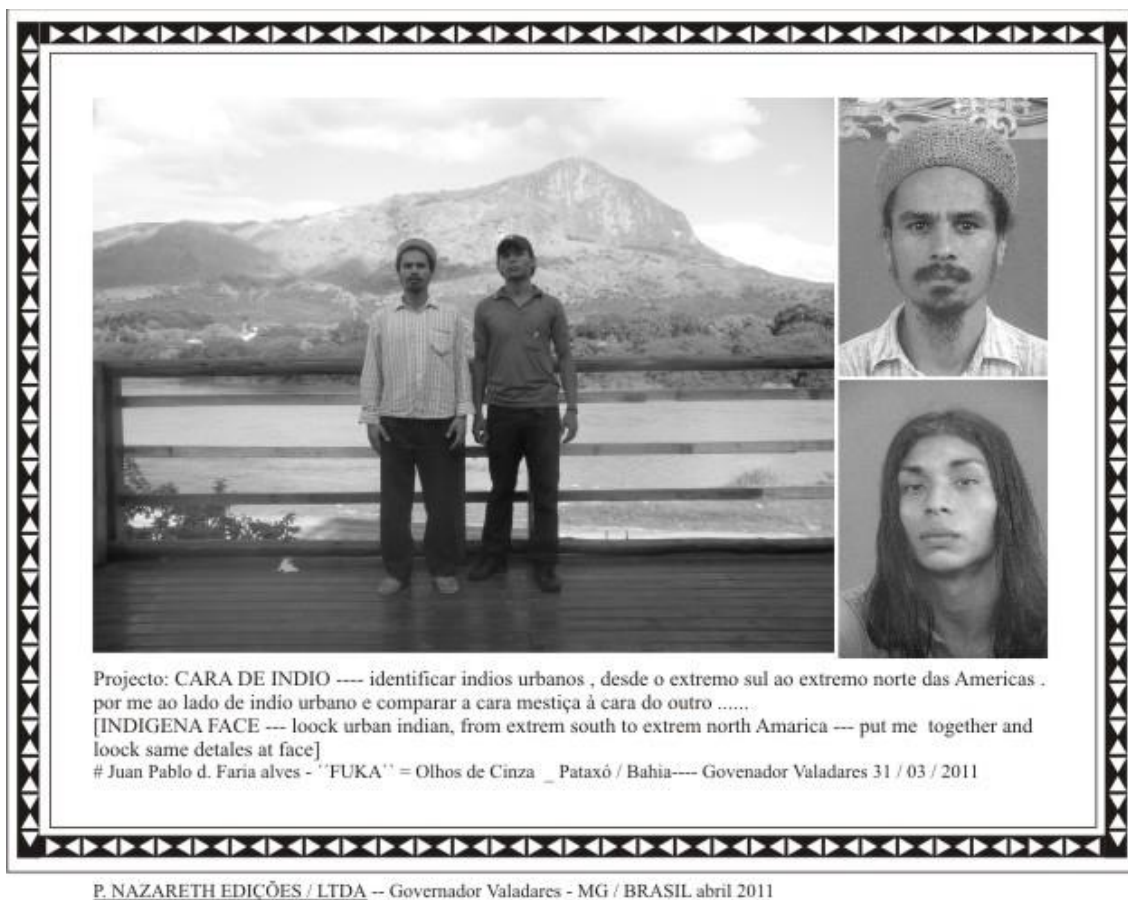 Projecto: CARA DE INDIO ---- identificar indios urbanos , desde o extremo sul ao extremo norte das Americas .
por me ao lado de indío urbano e comparar a cara mestiça à cara do outro ......
[INDIGENA FACE --- loock urban indian, from extrem south to extrem north Amarica --- put me together and
loock same detales at face]
# Juan Pablo d. Faria alves - ´´FUKA`` = Olhos de Cinza _ Pataxó / Bahia---- Govenador Valadares 31 / 03 / 2011
P. NAZARETH EDIÇÕES / LTDA -- Governador Valadares - MG / BRASIL abril 2011